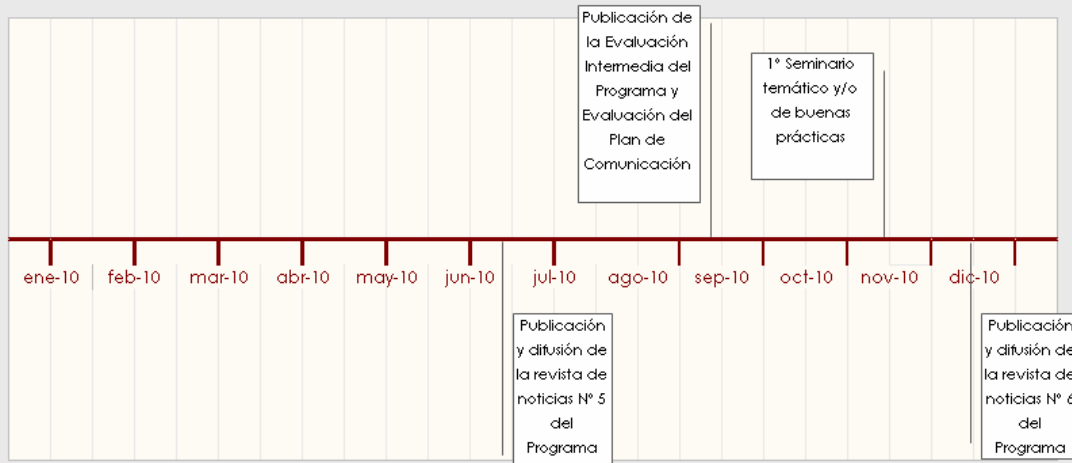 Publicación de
la Evaluación
Intermedia del
Programa y
Evaluación del
Plan de
Comunicación
1º Seminario
temático y/o
de buenas
prácticas
ene-10 feb-10 mar-10 abr-10 may-10 jun-10 jul-10 ago-10 sep-10 oct-10 nov-10 dic-10
Publicación
y difusión de
la revista de
noticias Nº 5
del
Programa
Publicación
y difusión de
la revista de
noticias Nº 6
del
Programa